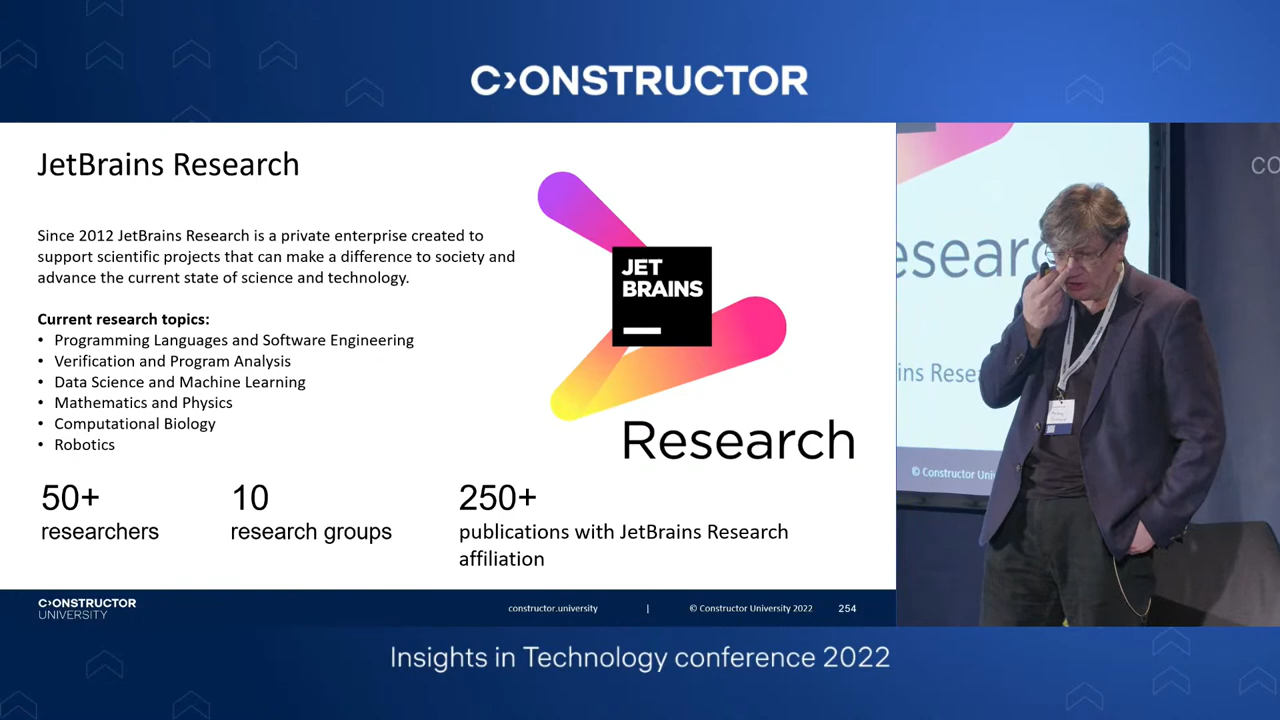 C›ONSTRUCTOR
JetBrains Research
Since 2012 JetBrains Research is a private enterprise created to
support scientific projects that can make a difference to society and
advance the current state of science and technology.
Current research topics:
• Programming Languages and Software Engineering
• Verification and Program Analysis
• Data Science and Machine Learning
• Mathematics and Physics
• Computational Biology
• Robotics
50+
researchers
10
research groups
250+
publications with JetBrains Research
affiliation
JET
BRAINS
Research
C›ONSTRUCTOR
UNIVERSITY
constructor.university | © Constructor University 2022 254
esearc
ins Resea
© Constructor Uni
CO
Insights in Technology conference 2022